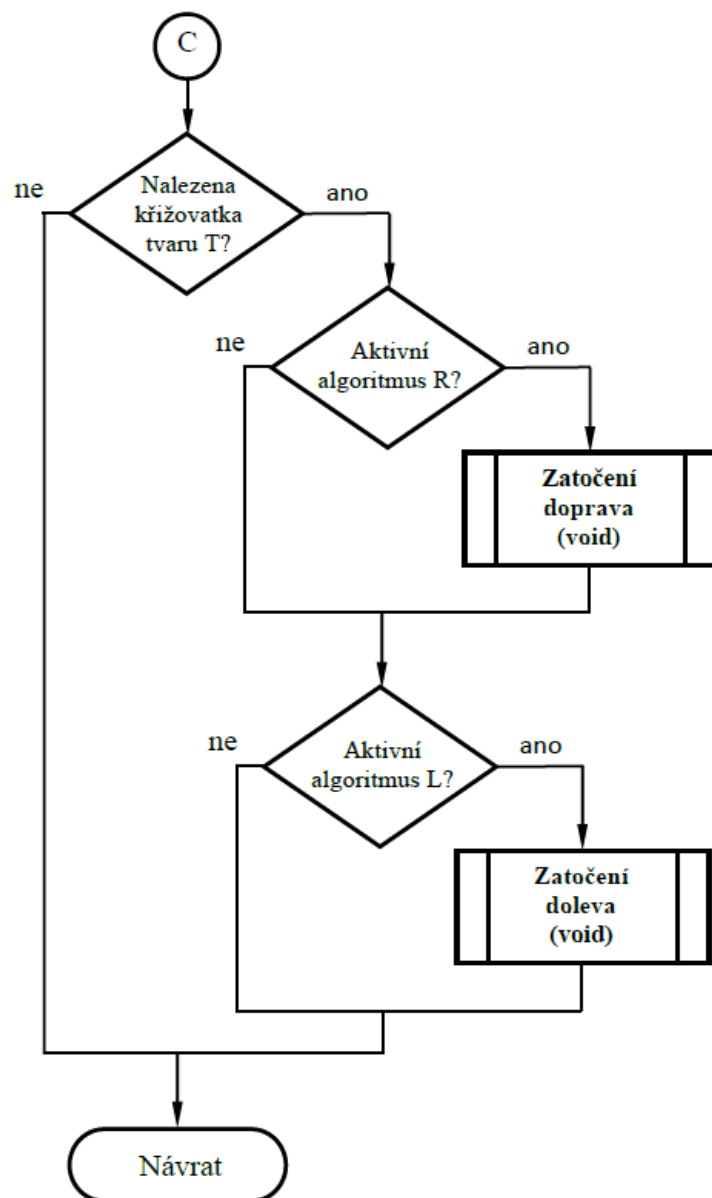 C
ne
Nalezena
křižovatka
tvaru T?
ano
ne
Aktivní
algoritmus R?
ano
Zatočení
doprava
(void)
ne
Aktivní
algoritmus L?
ano
Zatočení
doleva
(void)
Návrat